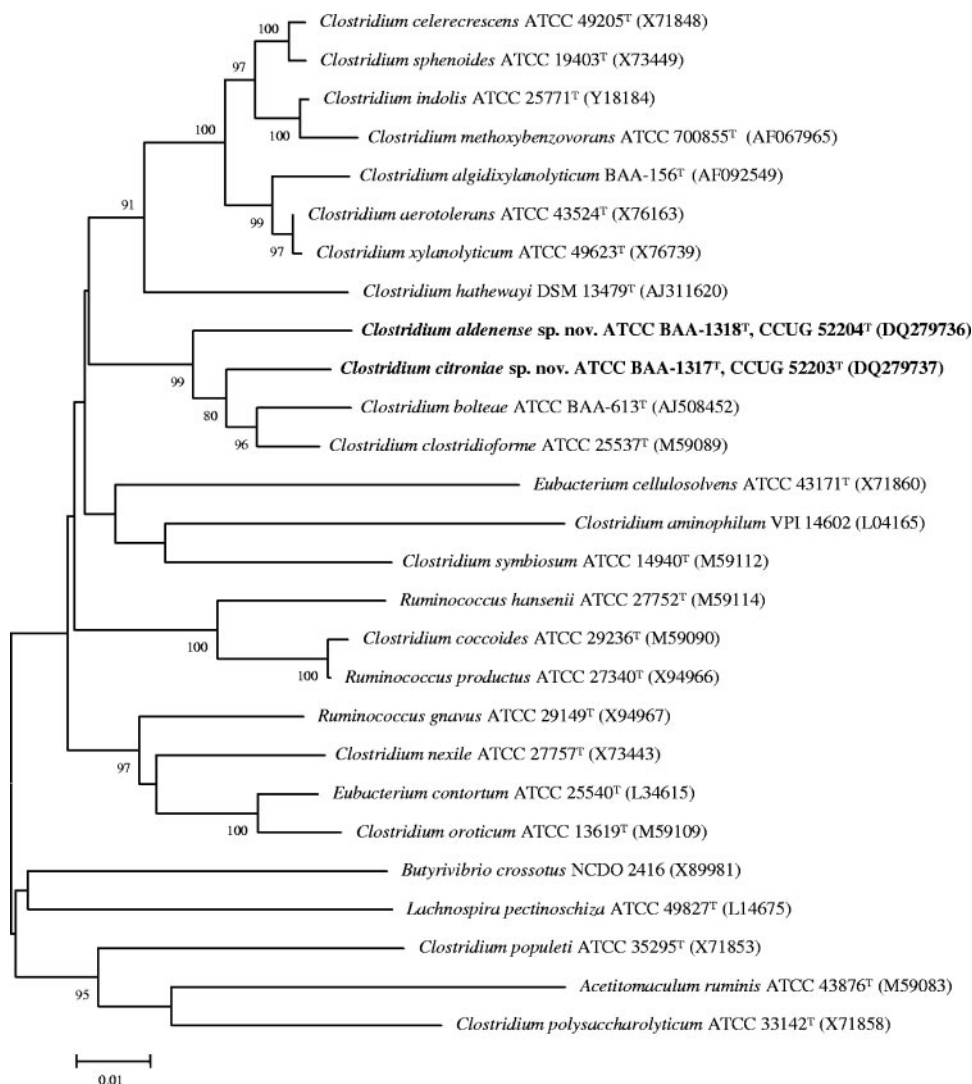 100 Clostridium celerecrescens ATCC 49205ᵀ (X71848)
97 Clostridium sphenoides ATCC 19403ᵀ (X73449)
Clostridium indolis ATCC 25771ᵀ (Y18184)
100 100 Clostridium methoxybenzovorans ATCC 700855ᵀ (AF067965)
Clostridium algidixylanolyticum BAA-156ᵀ (AF092549)
91 99 Clostridium aerotolerans ATCC 43524ᵀ (X76163)
97 Clostridium xylanolyticum ATCC 49623ᵀ (X76739)
Clostridium hathewayi DSM 13479ᵀ (AJ311620)
Clostridium aldenense sp. nov. ATCC BAA-1318ᵀ, CCUG 52204ᵀ (DQ279736)
99 Clostridium citroniae sp. nov. ATCC BAA-1317ᵀ, CCUG 52203ᵀ (DQ279737)
80 Clostridium bolteae ATCC BAA-613ᵀ (AJ508452)
96 Clostridium clostridioforme ATCC 25537ᵀ (M59089)
Eubacterium cellulosolvens ATCC 43171ᵀ (X71860)
Clostridium aminophilum VPI 14602 (L04165)
Clostridium symbiosum ATCC 14940ᵀ (M59112)
Ruminococcus hansenii ATCC 27752ᵀ (M59114)
100 Clostridium coccoides ATCC 29236ᵀ (M59090)
100 Ruminococcus productus ATCC 27340ᵀ (X94966)
Ruminococcus gnavus ATCC 29149ᵀ (X94967)
97 Clostridium nexile ATCC 27757ᵀ (X73443)
Eubacterium contortum ATCC 25540ᵀ (L34615)
100 Clostridium oroticum ATCC 13619ᵀ (M59109)
Butyrivibrio crossotus NCDO 2416 (X89981)
Lachnospira pectinoschiza ATCC 49827ᵀ (L14675)
Clostridium populeti ATCC 35295ᵀ (X71853)
95 Acetitomaculum ruminis ATCC 43876ᵀ (M59083)
Clostridium polysaccharolyticum ATCC 33142ᵀ (X71858)
0.01